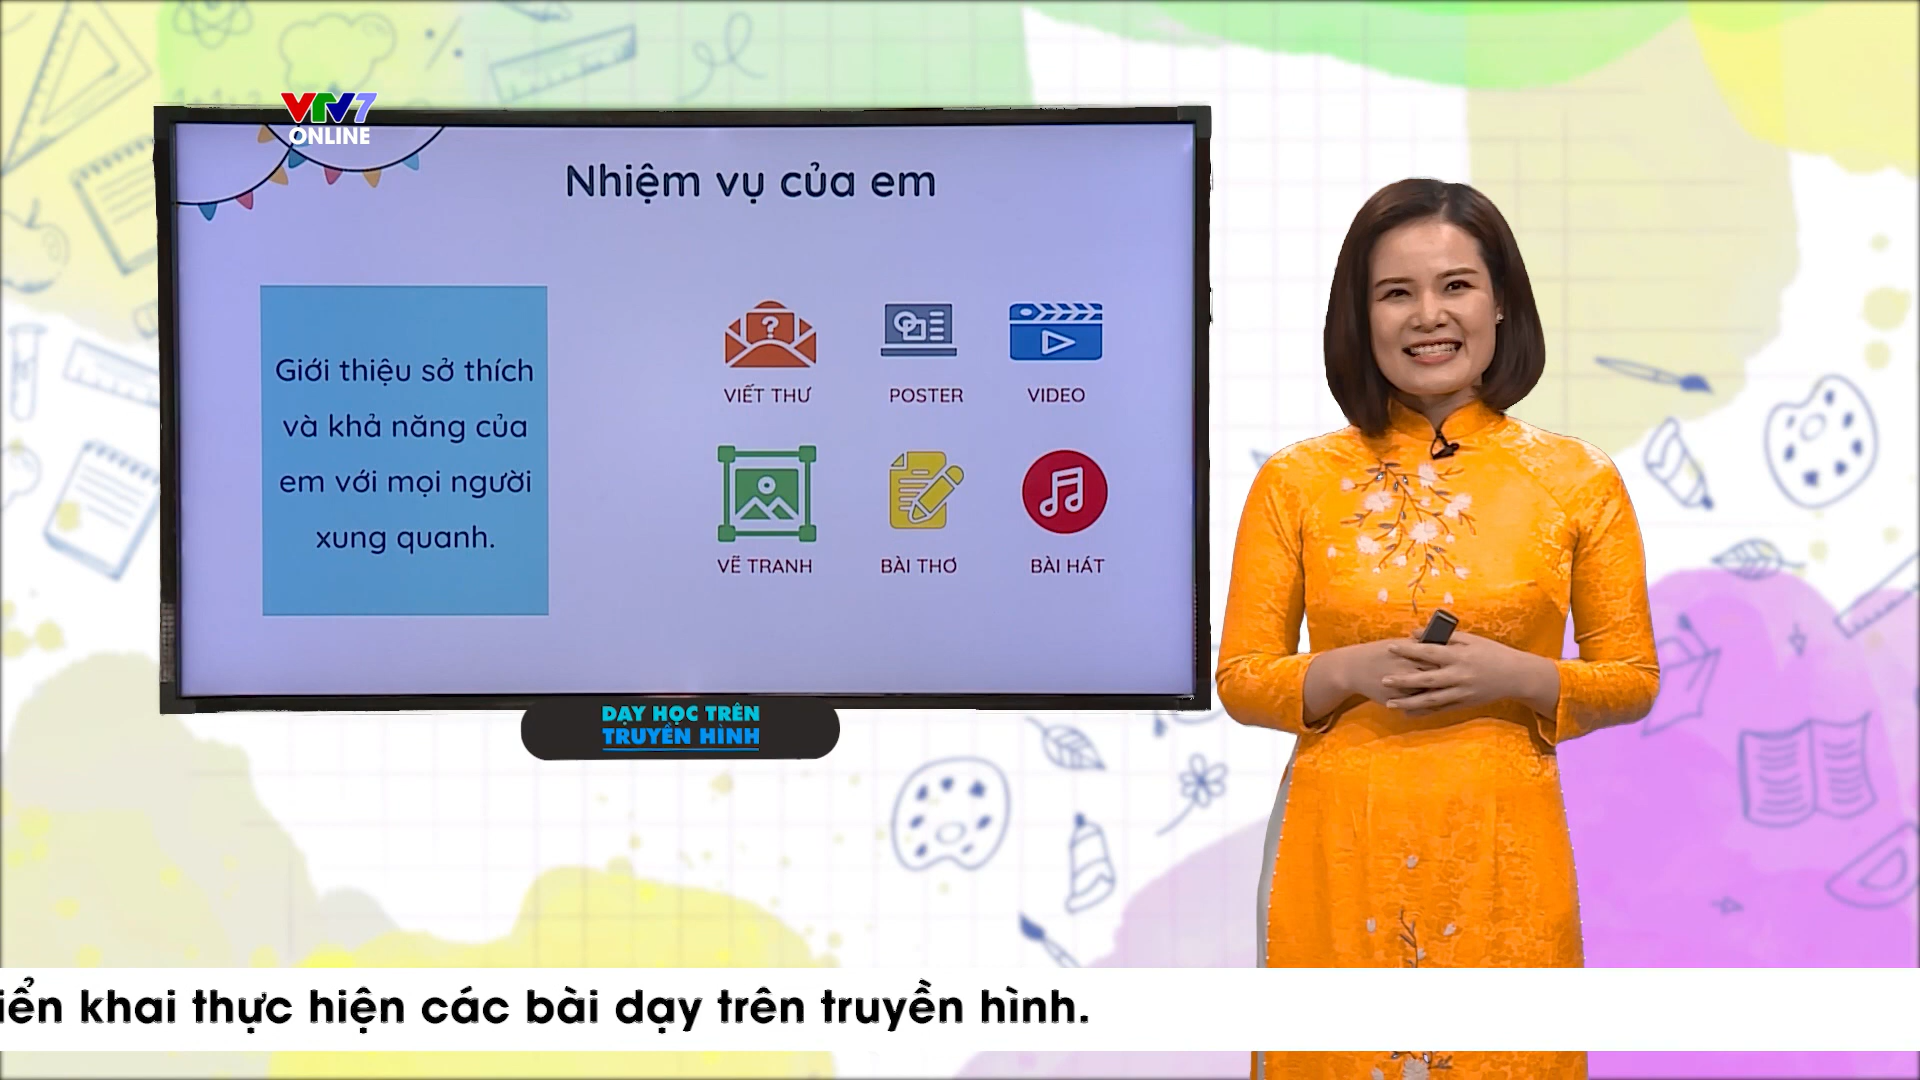 VTV7
ONLINE
Nhiệm vụ của em
Giới thiệu sở thích
và khả năng của
em với mọi người
xung quanh.
VIẾT THƯ
POSTER
VIDEO
VẼ TRANH
BÀI THƠ
BÀI HÁT
DẠY HỌC TRÊN
TRUYỀN HÌNH
khai thực hiện các bài dạy trên truyền hình.